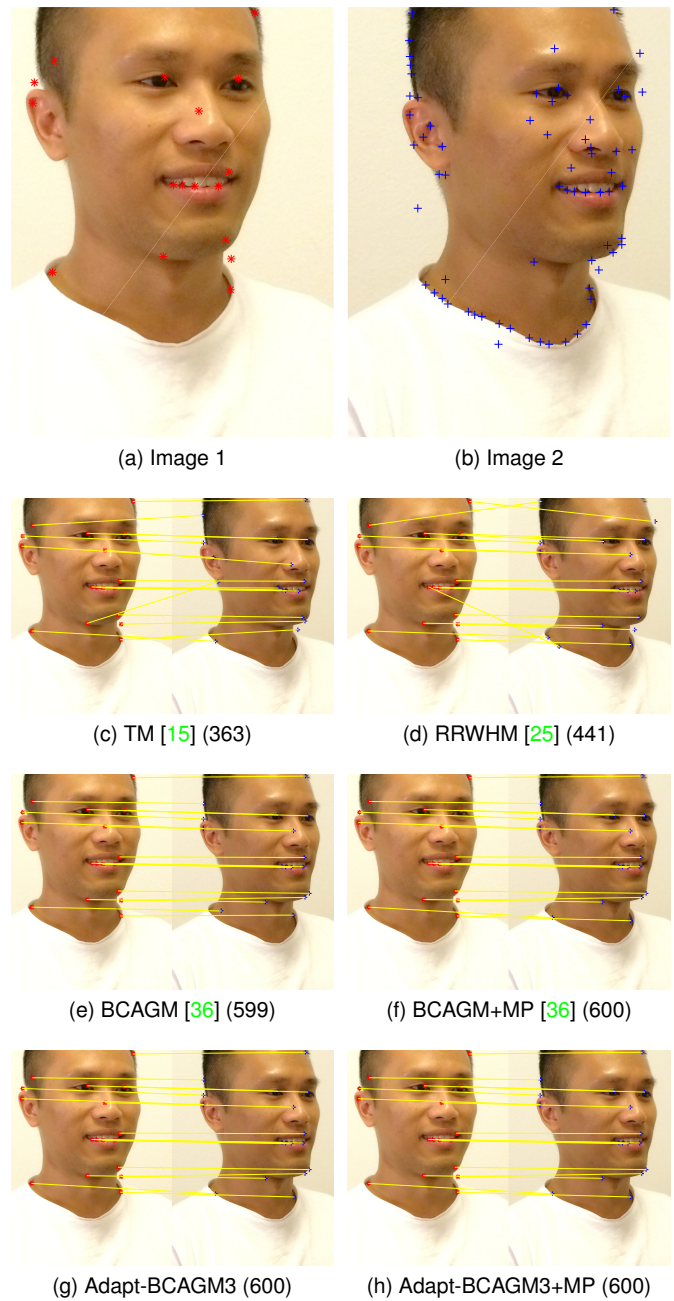 (a) Image 1
(b) Image 2
(c) TM [15] (363)
(d) RRWHM [25] (441)
(e) BCAGM [36] (599)
(f) BCAGM+MP [36] (600)
(g) Adapt-BCAGM3 (600)
(h) Adapt-BCAGM3+MP (600)